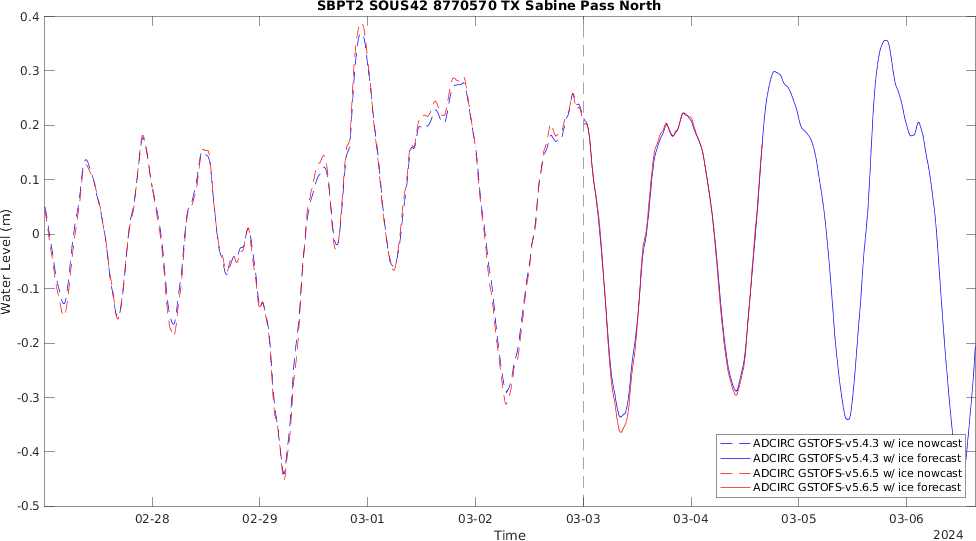 SBPT2 SOUS42 8770570 TX Sabine Pass North
0.4
0.3
0.2
0.1
0
-0.1
-0.2
-0.3
-0.4
-0.5
Water Level (m)
ADCIRC GSTOFS-v5.4.3 w/ ice nowcast
ADCIRC GSTOFS-v5.4.3 w/ ice forecast
ADCIRC GSTOFS-v5.6.5 w/ ice nowcast
ADCIRC GSTOFS-v5.6.5 w/ ice forecast
02-28 02-29 03-01 03-02 03-03 03-04 03-05 03-06
Time
2024